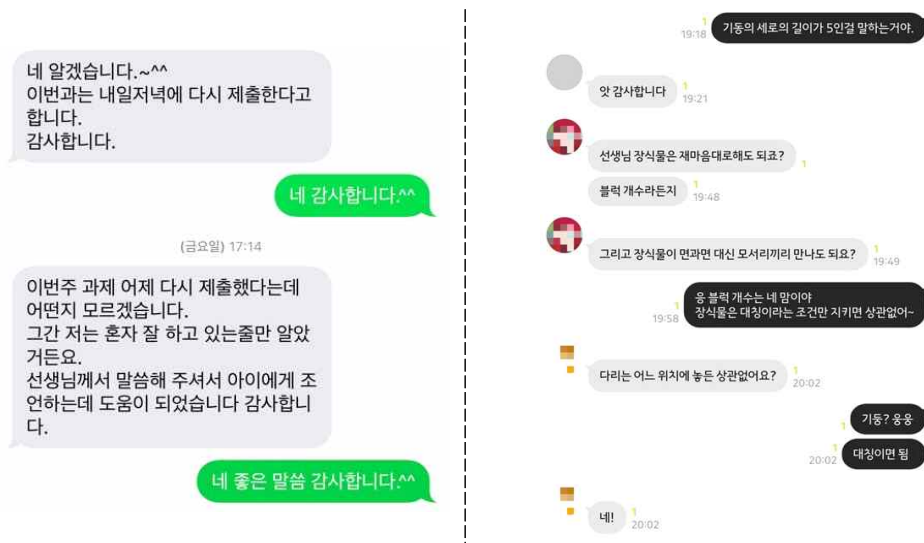 네 알겠습니다.~^^
이번과는 내일저녁에 다시 제출한다고
합니다.
감사합니다.
네 감사합니다.^^
(금요일) 17:14
이번주 과제 어제 다시 제출했다는데
어떤지 모르겠습니다.
그간 저는 혼자 잘 하고 있는줄만 알았
거든요.
선생님께서 말씀해 주셔서 아이에게 조
언하는데 도움이 되었습니다 감사합니
다.
네 좋은 말씀 감사합니다.^^
1
19:18
기동의 세로의 길이가 5인걸 말하는거야.
앗 감사합니다
1
19:21
선생님 장식물은 재마음대로해도 되죠?
1
블럭 개수라든지
1
19:48
그리고 장식물이 면과면 대신 모서리끼리 만나도 되요?
1
19:49
1
19:58
응 블럭 개수는 네 맘이야
장식물은 대칭이라는 조건만 지키면 상관없어~
다리는 어느 위치에 놓든 상관없어요?
1
20:02
1
기둥? 웅웅
1
20:02
대칭이면 됨
네!
1
20:02